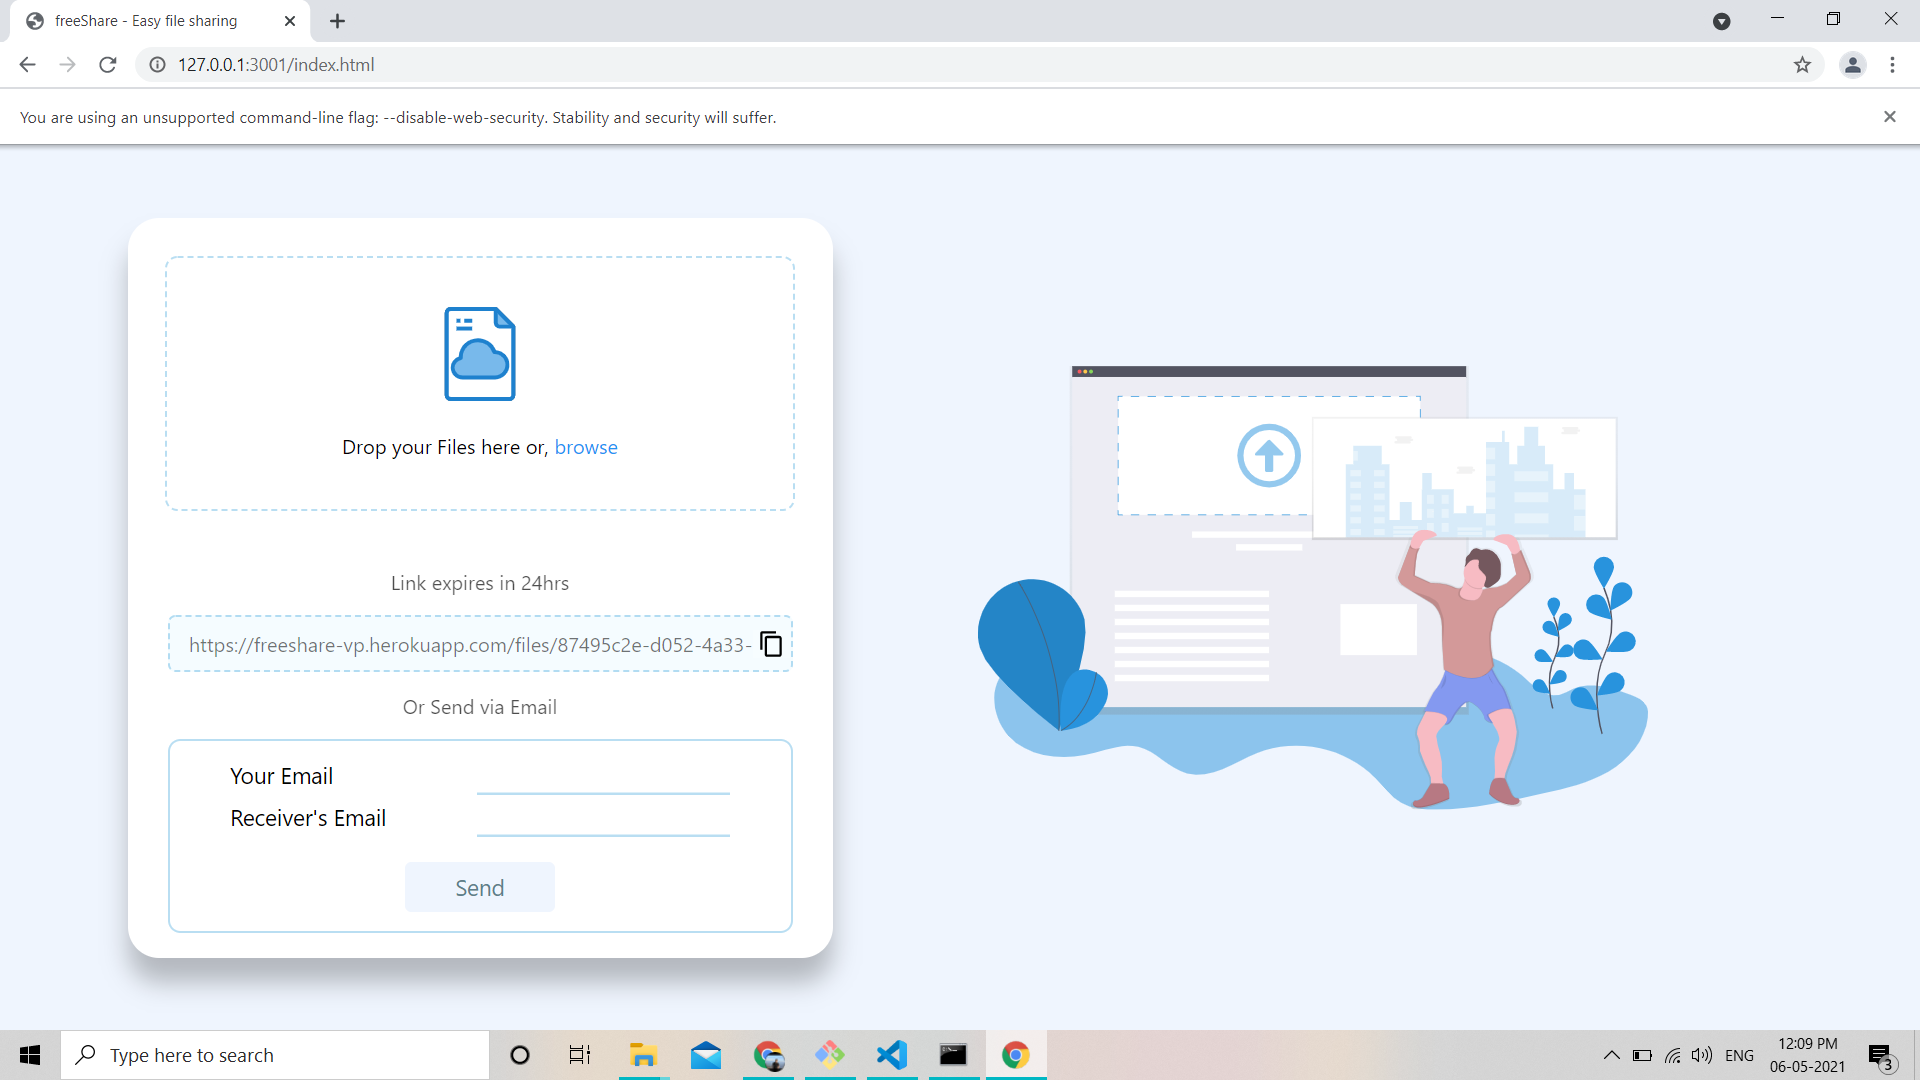 freeShare - Easy file sharing
127.0.0.1:3001/index.html
You are using an unsupported command-line flag: --disable-web-security. Stability and security will suffer.
Drop your Files here or, browse
Link expires in 24hrs
https://freeshare-vp.herokuapp.com/files/87495c2e-d052-4a33-
Or Send via Email
Your Email
Receiver's Email
Send
Type here to search
ENG
12:09 PM
06-05-2021
3